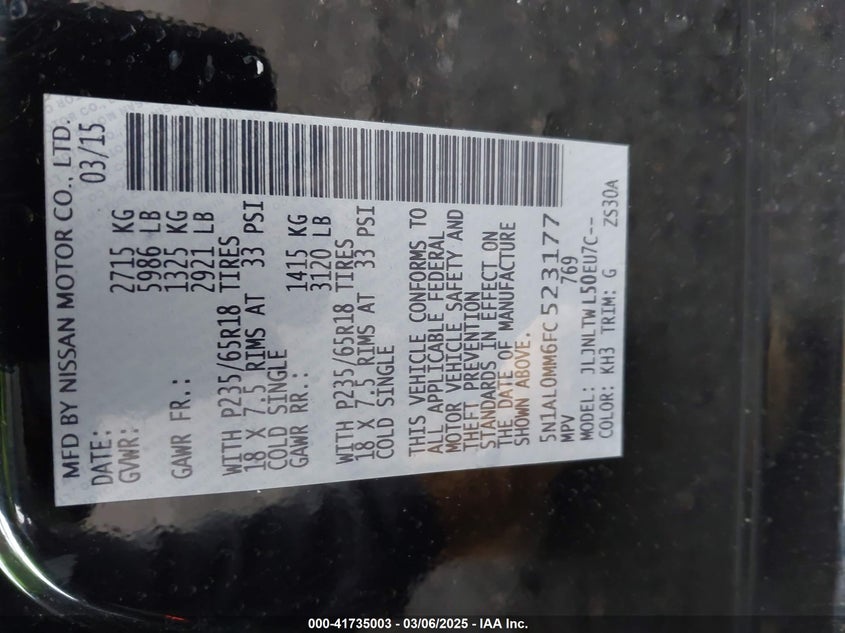 MFD BY NISSAN MOTOR CO., LTD.
DATE: 03/15
GVWR: 2715 KG
5986 LB
GAWR FR.: 1325 KG
2921 LB
WITH P235/65R18 TIRES
18 X 7.5 RIMS AT 33 PSI
COLD SINGLE
GAWR RR.: 1415 KG
3120 LB
WITH P235/65R18 TIRES
18 X 7.5 RIMS AT 33 PSI
COLD SINGLE
THIS VEHICLE CONFORMS TO
ALL APPLICABLE FEDERAL
MOTOR VEHICLE SAFETY AND
THEFT PREVENTION
STANDARDS IN EFFECT ON
THE DATE OF MANUFACTURE
SHOWN ABOVE.
5N1AL0MM6FC523177
MPV 769
MODEL: JLJNLTWL50EU7C--
COLOR: KH3 TRIM: G ZS30A
000-41735003 - 03/06/2025 - IAA Inc.